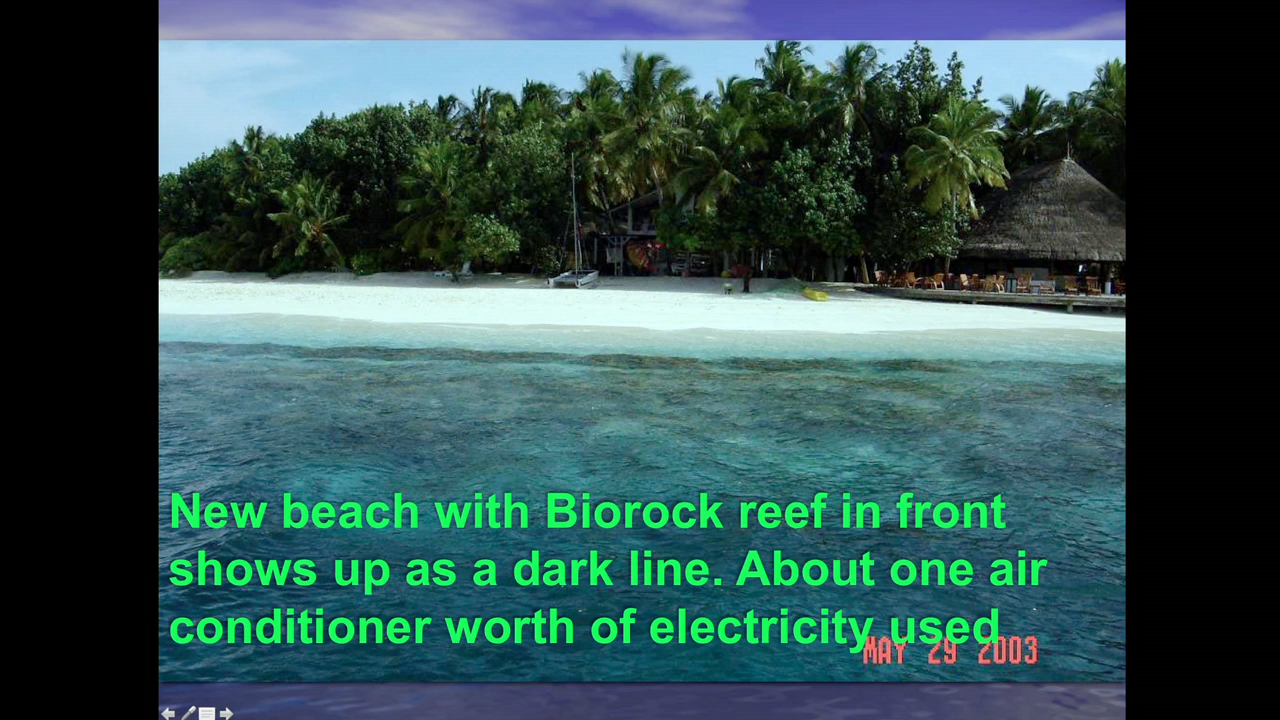 New beach with Biorock reef in front
shows up as a dark line. About one air
conditioner worth of electricity used
MAY 29 2003